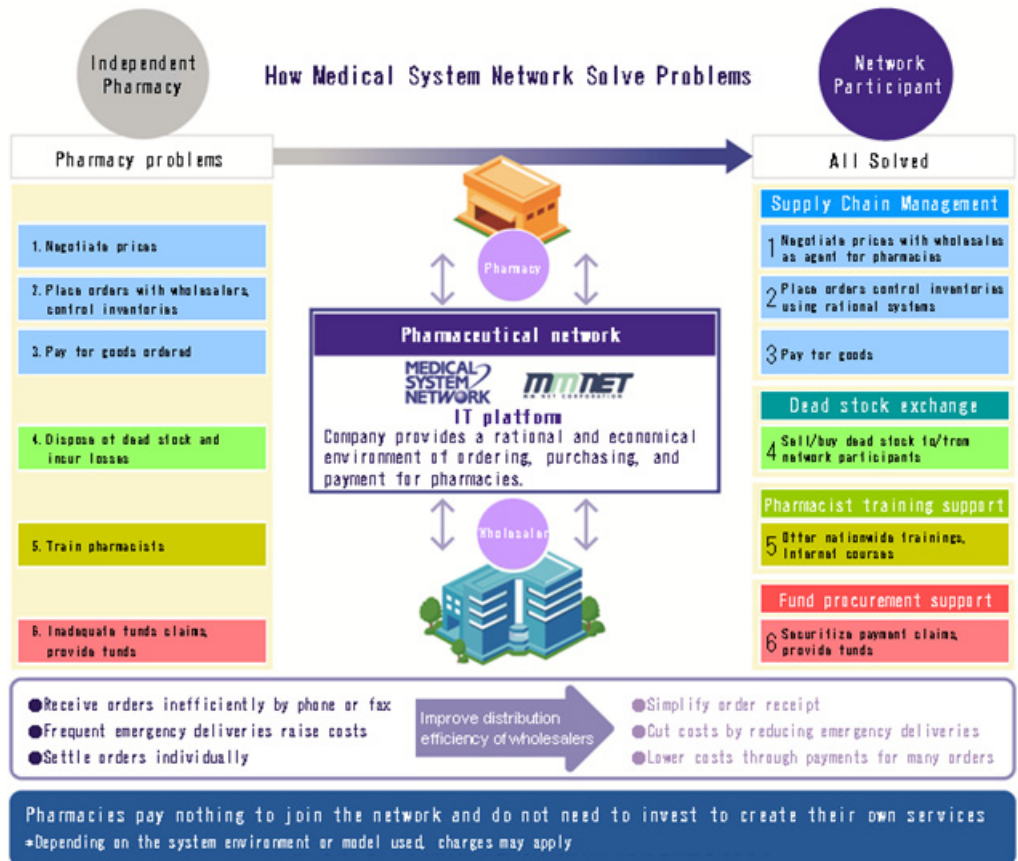 Independent
Pharmacy
How Medical System Network Solve Problems
Network
Participant
Pharmacy problems
All Solved
1. Negotiate prices
2. Place orders with wholesalers,
control inventories
3. Pay for goods ordered
4. Dispose of dead stock and
incur losses
5. Train pharmacists
6. Inadequate funds claims,
provide funds
Pharmacy
Pharmaceutical network
MEDICAL
SYSTEM
NETWORK
MMNET
MM NET CORPORATION
IT platform
Company provides a rational and economical
environment of ordering, purchasing, and
payment for pharmacies.
Wholesaler
Supply Chain Management
1 Negotiate prices with wholesales
as agent for pharmacies
2 Place orders control inventories
using rational systems
3 Pay for goods
Dead stock exchange
4 Sell/buy dead stock to/from
network participants
Pharmacist training support
5 Offer nationwide trainings,
Internet courses
Fund procurement support
6 Securitize payment claims,
provide funds
●Receive orders inefficiently by phone or fax
●Frequent emergency deliveries raise costs
●Settle orders individually
Improve distribution
efficiency of wholesalers
●Simplify order receipt
●Cut costs by reducing emergency deliveries
●Lower costs through payments for many orders
Pharmacies pay nothing to join the network and do not need to invest to create their own services
*Depending on the system environment or model used, charges may apply